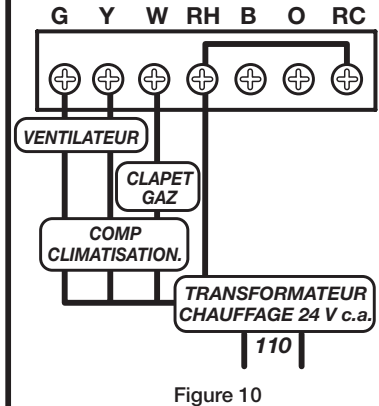 G Y W RH B O RC
VENTILATEUR
CLAPET
GAZ
COMP
CLIMATISATION.
TRANSFORMATEUR
CHAUFFAGE 24 V c.a.
110
Figure 10